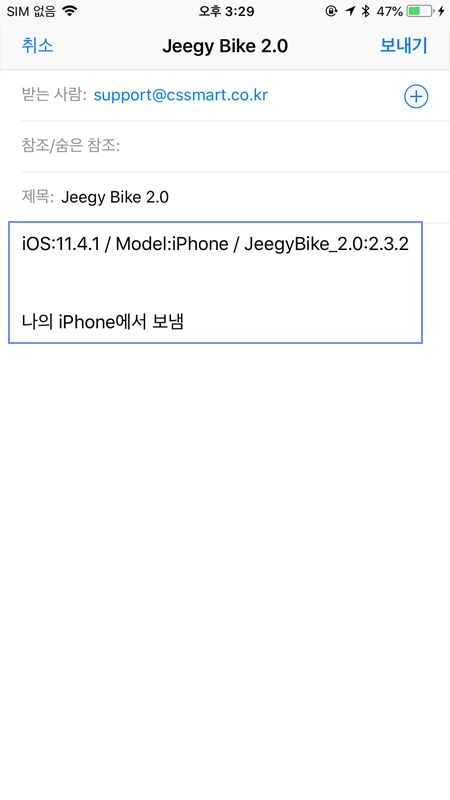 SIM 없음 오후 3:29 47%
취소 Jeegy Bike 2.0 보내기
받는 사람: support@cssmart.co.kr
참조/숨은 참조:
제목: Jeegy Bike 2.0
iOS:11.4.1 / Model:iPhone / JeegyBike_2.0:2.3.2
나의 iPhone에서 보냄